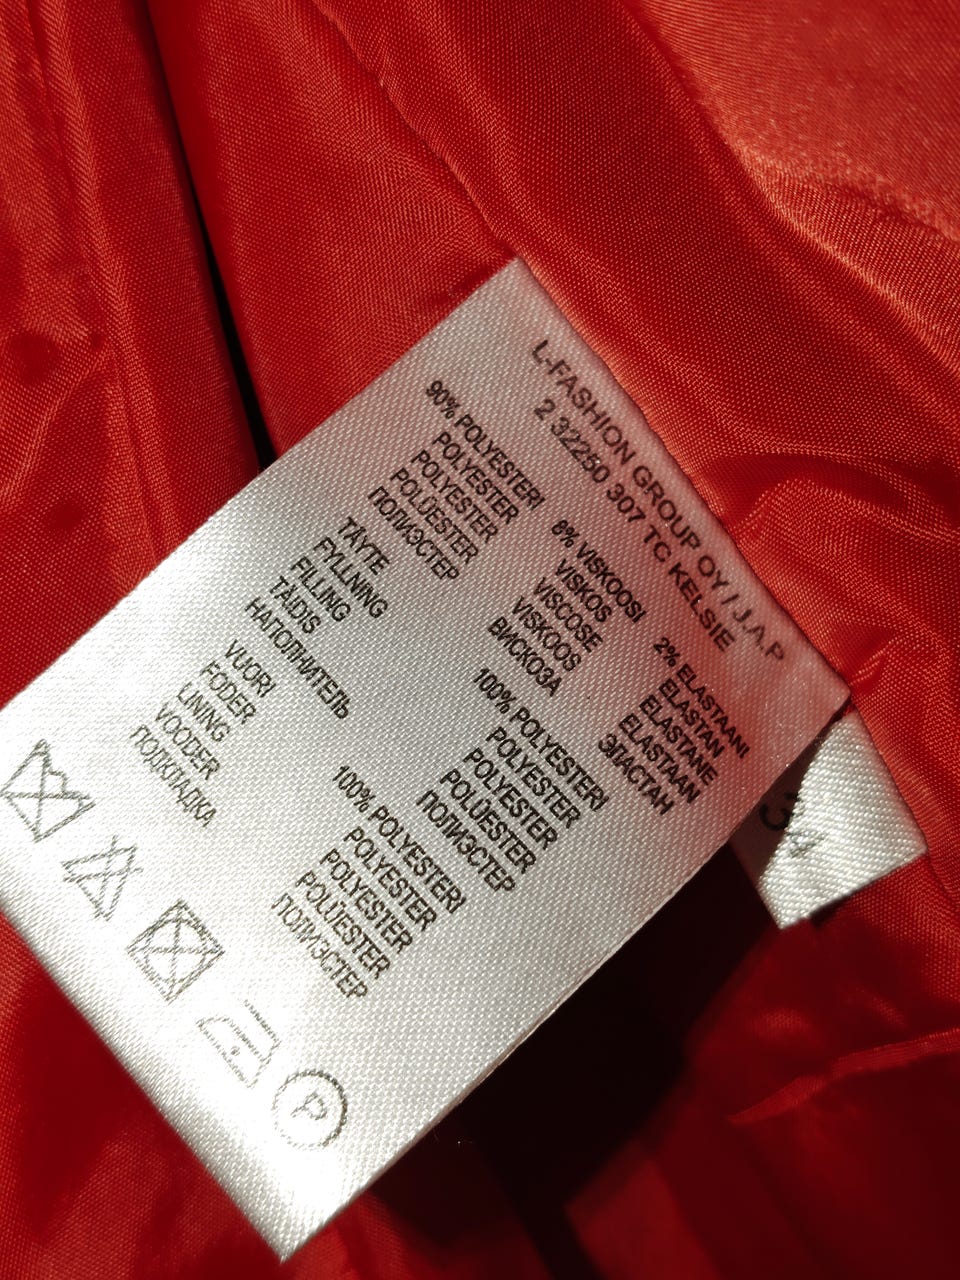 L-FASHION GROUP OY / J.A.P
2 32250 307 TC KELSIE
90% POLYESTERI
POLYESTER
POLYESTER
POLÜESTER
ПОЛИЭСТЕР
8% VISKOOSI
VISKOS
VISCOSE
VISKOOS
ВИСКОЗА
2% ELASTAANI
ELASTAN
ELASTANE
ELASTAAN
ЭЛАСТАН
TÄYTE
FYLLNING
FILLING
TÄIDIS
НАПОЛНИТЕЛЬ
100% POLYESTERI
POLYESTER
POLYESTER
POLÜESTER
ПОЛИЭСТЕР
VUORI
FODER
LINING
VOODER
ПОДКЛАДКА
100% POLYESTERI
POLYESTER
POLYESTER
POLÜESTER
ПОЛИЭСТЕР
P
34